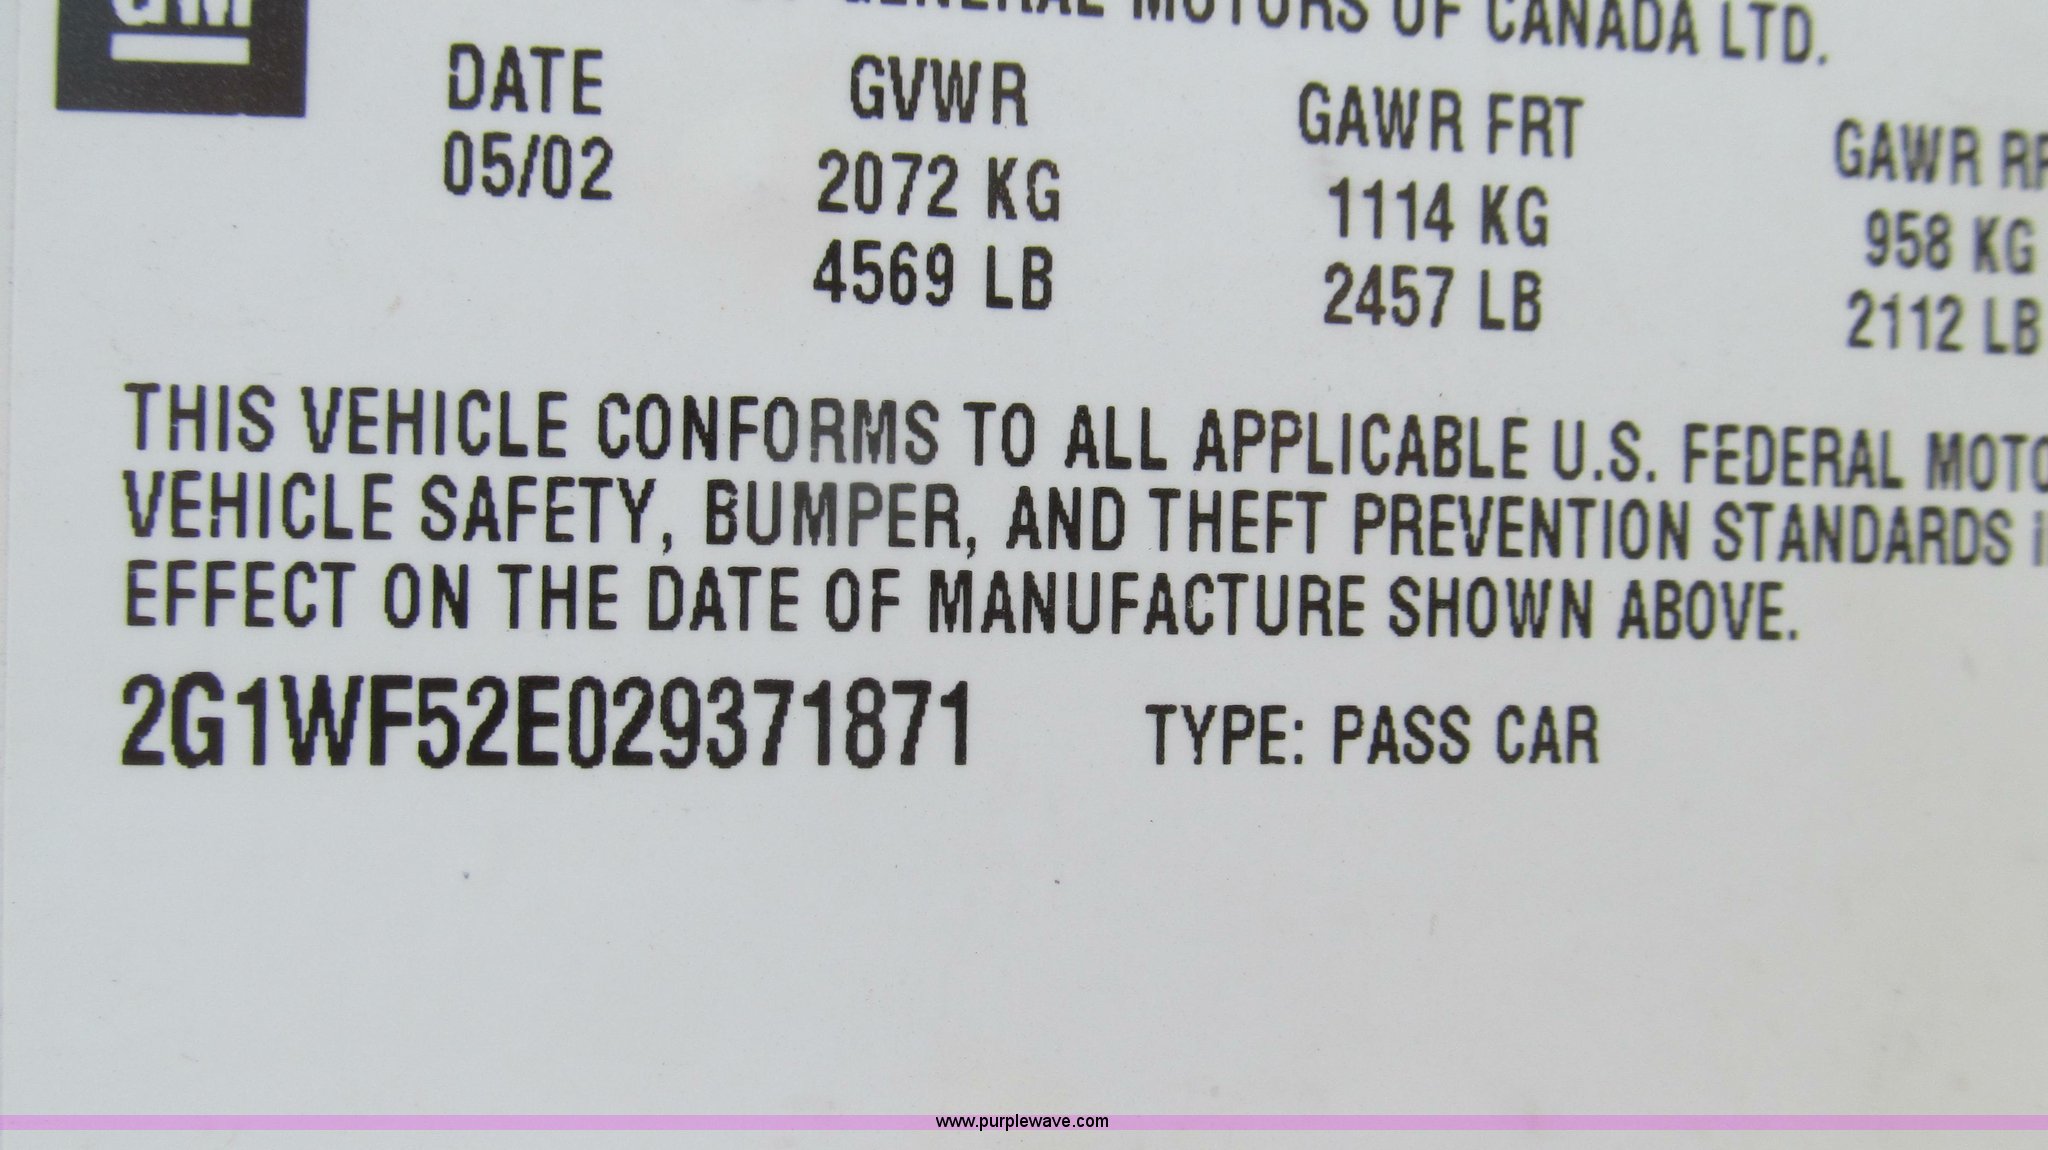 GM
GENERAL MOTORS OF CANADA LTD.
DATE GVWR GAWR FRT GAWR
05/02 2072 KG 1114 KG 958 KG
4569 LB 2457 LB 2112 LB
THIS VEHICLE CONFORMS TO ALL APPLICABLE U.S. FEDERAL
VEHICLE SAFETY, BUMPER, AND THEFT PREVENTION STANDARDS
EFFECT ON THE DATE OF MANUFACTURE SHOWN ABOVE.
2G1WF52E029371871 TYPE: PASS CAR
www.purplewave.com